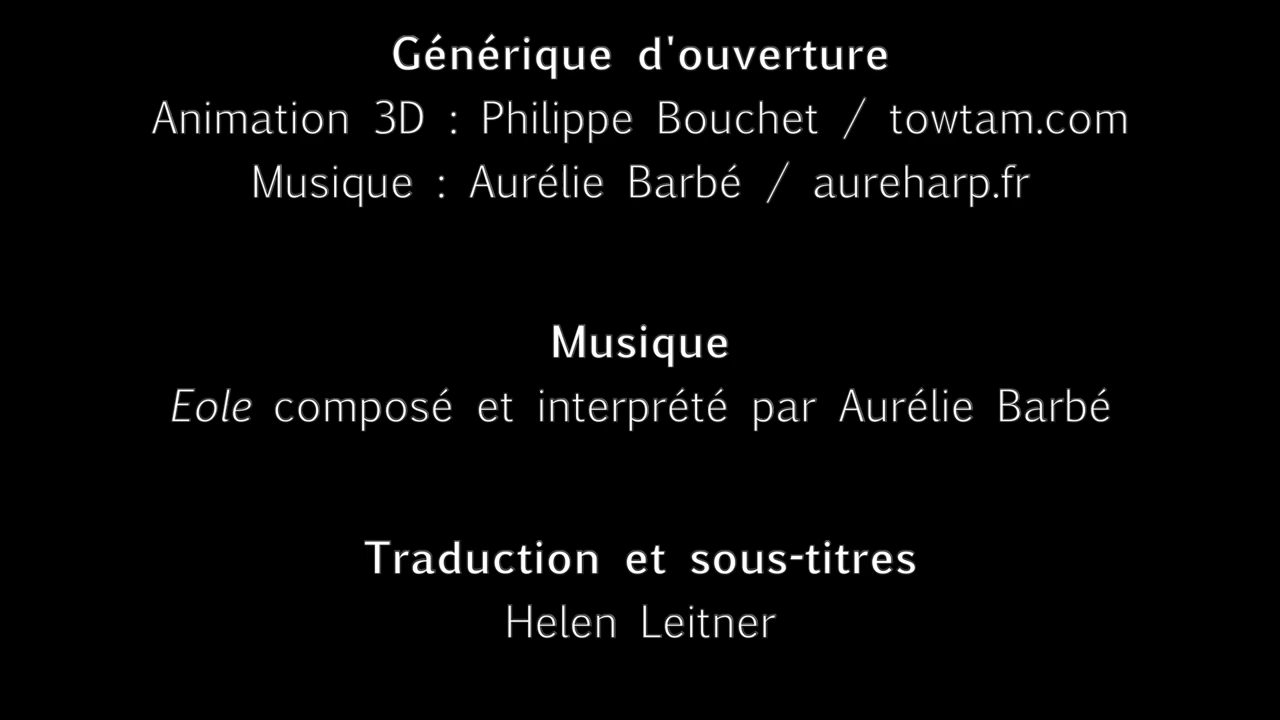 Générique d'ouverture
Animation 3D : Philippe Bouchet / towtam.com
Musique : Aurélie Barbé / aureharp.fr
Musique
Eole composé et interprété par Aurélie Barbé
Traduction et sous-titres
Helen Leitner